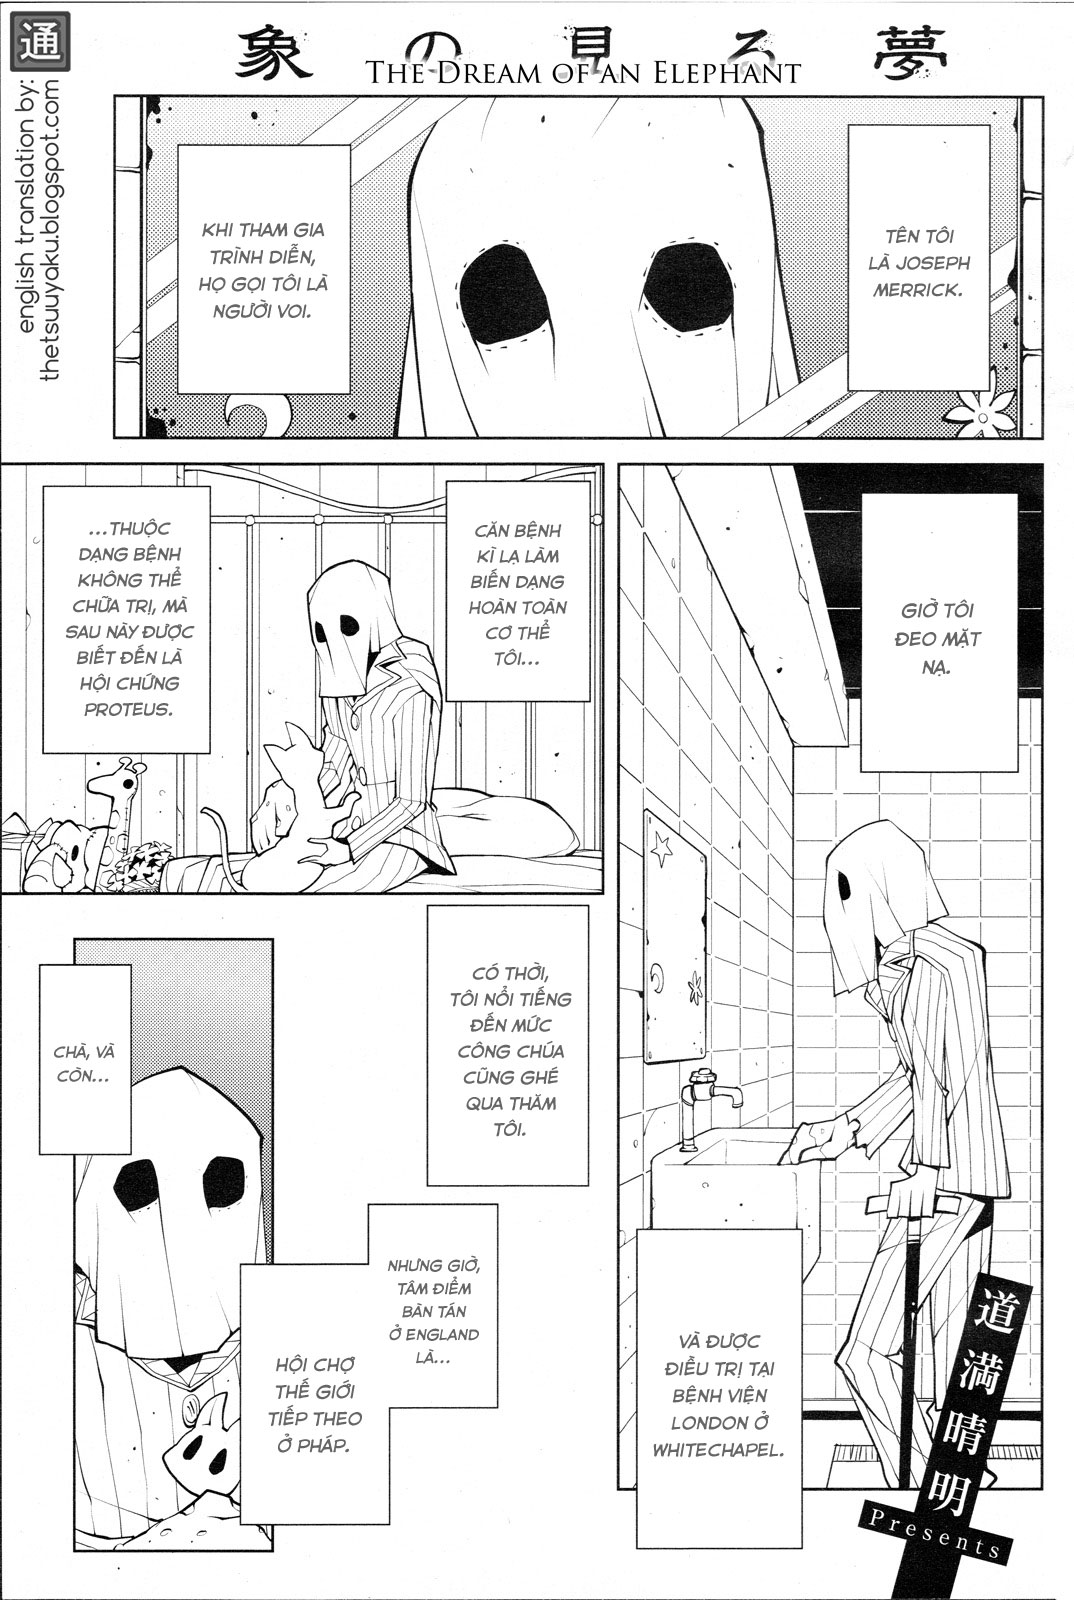 通
象の見る夢
THE DREAM OF AN ELEPHANT
english translation by:
thetsuuyaku.blogspot.com
TÊN TÔI
LÀ JOSEPH
MERRICK.
KHI THAM GIA
TRÌNH DIỄN,
HỌ GỌI TÔI LÀ
NGƯỜI VOI.
GIỜ TÔI
ĐEO MẶT
NẠ.
VÀ ĐƯỢC
ĐIỀU TRỊ TẠI
BỆNH VIỆN
LONDON Ở
WHITECHAPEL.
CĂN BỆNH
KÌ LẠ LÀM
BIẾN DẠNG
HOÀN TOÀN
CƠ THỂ
TÔI...
...THUỘC
DẠNG BỆNH
KHÔNG THỂ
CHỮA TRỊ, MÀ
SAU NÀY ĐƯỢC
BIẾT ĐẾN LÀ
HỘI CHỨNG
PROTEUS.
CÓ THỜI,
TÔI NỔI TIẾNG
ĐẾN MỨC
CÔNG CHÚA
CŨNG GHÉ
QUA THĂM
TÔI.
NHƯNG GIỜ,
TÂM ĐIỂM
BÀN TÁN
Ở ENGLAND
LÀ...
HỘI CHỢ
THẾ GIỚI
TIẾP THEO
Ở PHÁP.
CHÀ, VÀ
CÒN...
道満晴明
Presents